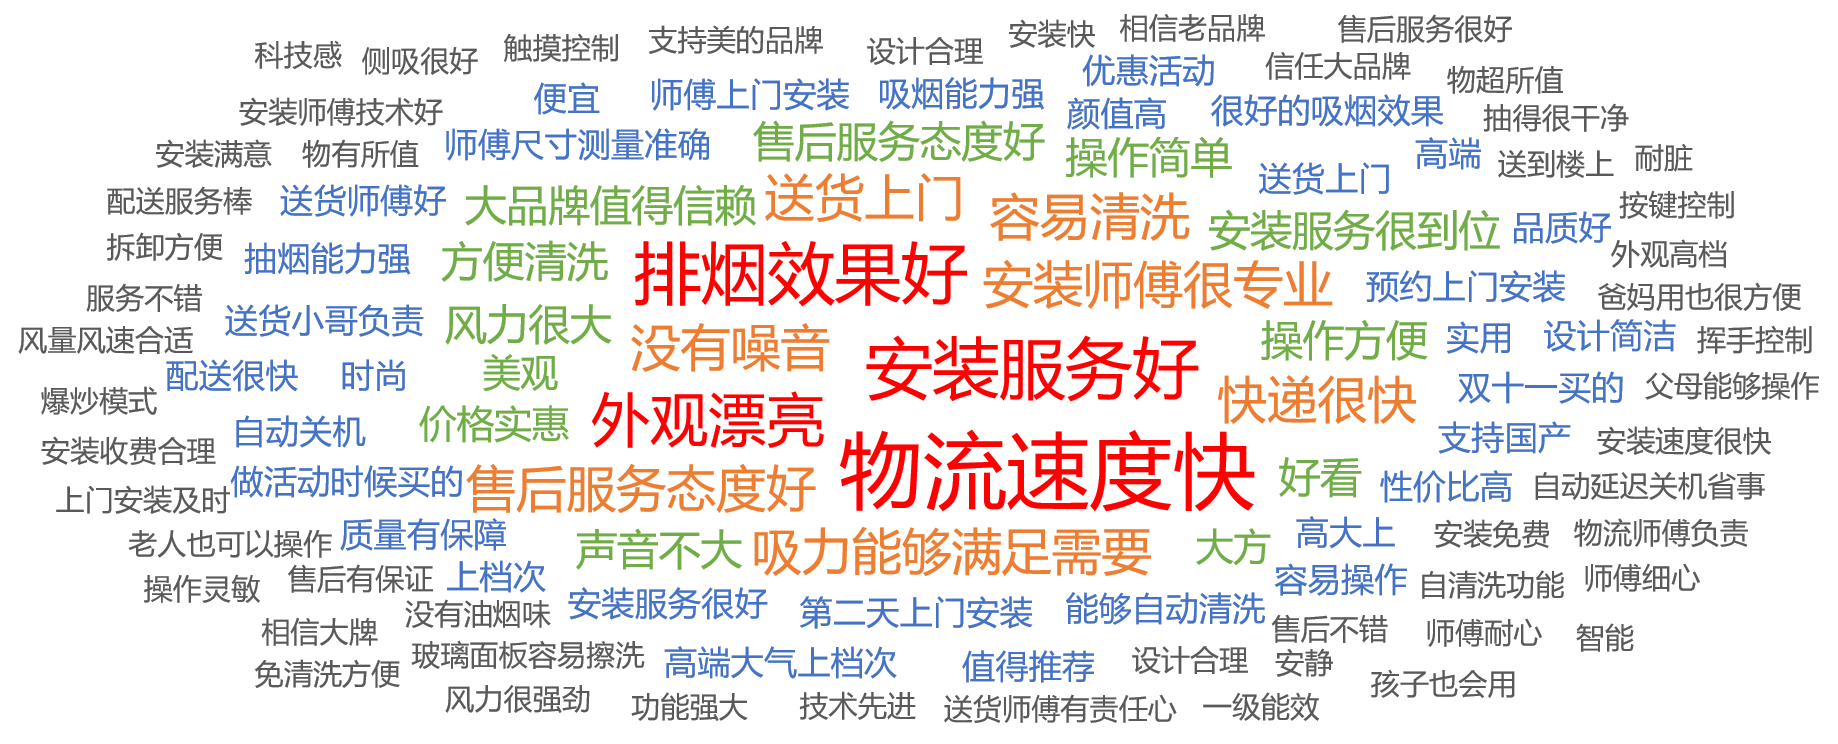 科技感
侧吸很好
触摸控制
支持美的品牌
设计合理
安装快
相信老品牌
售后服务很好
安装师傅技术好
便宜
师傅上门安装
吸烟能力强
优惠活动
信任大品牌
物超所值
安装满意
物有所值
师傅尺寸测量准确
售后服务态度好
颜值高
很好的吸烟效果
抽得很干净
操作简单
高端
送到楼上
耐脏
配送服务棒
送货师傅好
大品牌值得信赖
送货上门
容易清洗
送货上门
安装服务很到位
品质好
按键控制
拆卸方便
抽烟能力强
方便清洗
排烟效果好
安装师傅很专业
预约上门安装
外观高档
服务不错
送货小哥负责
风力很大
没有噪音
爸妈用也很方便
风量风速合适
安装服务好
操作方便
实用
设计简洁
挥手控制
配送很快
时尚
美观
快递很快
双十一买的
父母能够操作
爆炒模式
自动关机
价格实惠
外观漂亮
支持国产
安装速度很快
安装收费合理
做活动时候买的
售后服务态度好
物流速度快
好看
性价比高
自动延迟关机省事
上门安装及时
质量有保障
声音不大
吸力能够满足需要
大方
高大上
安装免费
物流师傅负责
老人也可以操作
操作灵敏
售后有保证
上档次
容易操作
自清洗功能
师傅细心
没有油烟味
安装服务很好
第二天上门安装
能够自动清洗
相信大牌
售后不错
师傅耐心
智能
免清洗方便
玻璃面板容易擦洗
高端大气上档次
值得推荐
设计合理
安静
孩子也会用
风力很强劲
功能强大
技术先进
送货师傅有责任心
一级能效